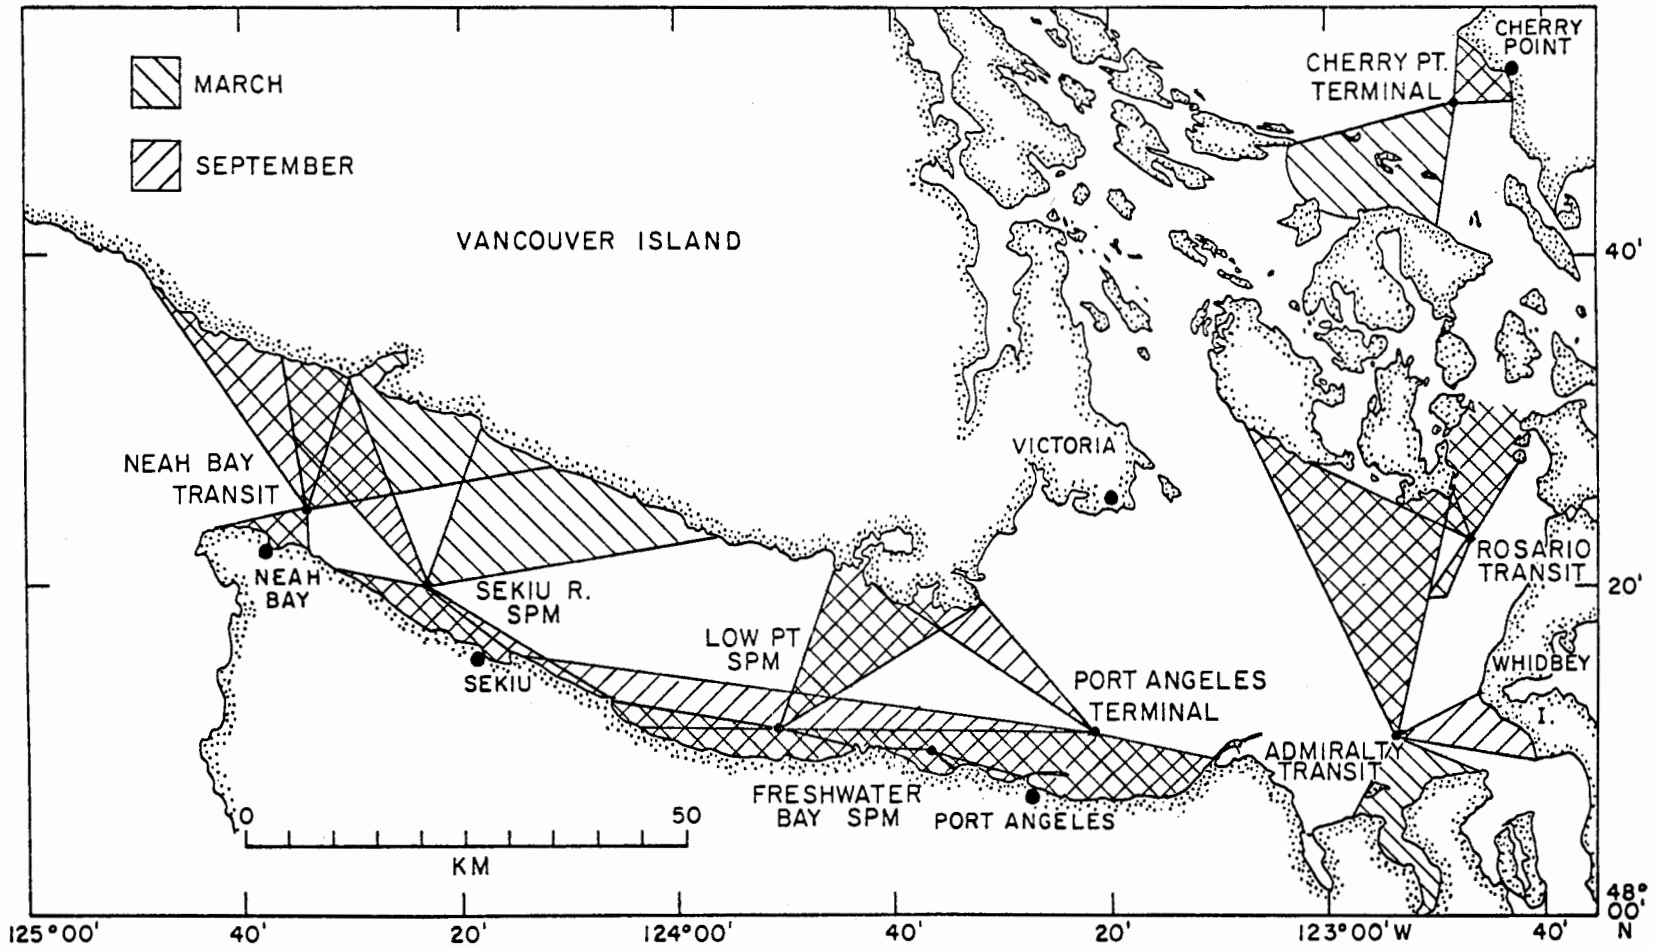 CHERRY
POINT
CHERRY PT.
TERMINAL
MARCH
SEPTEMBER
VANCOUVER ISLAND
40'
VICTORIA
NEAH BAY
TRANSIT
ROSARIO
TRANSIT
NEAH
BAY
SEKIU R.
SPM
20'
LOW PT
SPM
WHIDBEY
I.
SEKIU
PORT ANGELES
TERMINAL
ADMIRALTY
TRANSIT
FRESHWATER
BAY SPM
PORT ANGELES
0 50
KM
48°
00'
N
125°00' 40' 20' 124°00' 40' 20' 123°00'W 40'